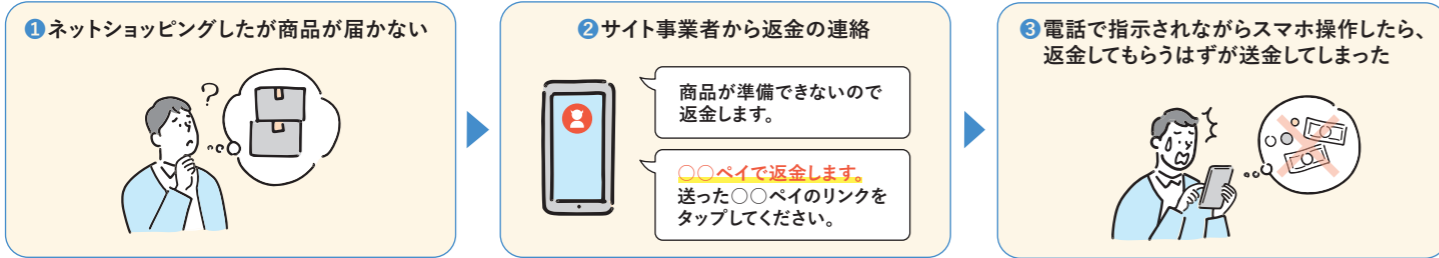 ❶ネットショッピングしたが商品が届かない
?
❷サイト事業者から返金の連絡
商品が準備できないので
返金します。
○○ペイで返金します。
送った○○ペイのリンクを
タップしてください。
❸電話で指示されながらスマホ操作したら、
返金してもらうはずが送金してしまった